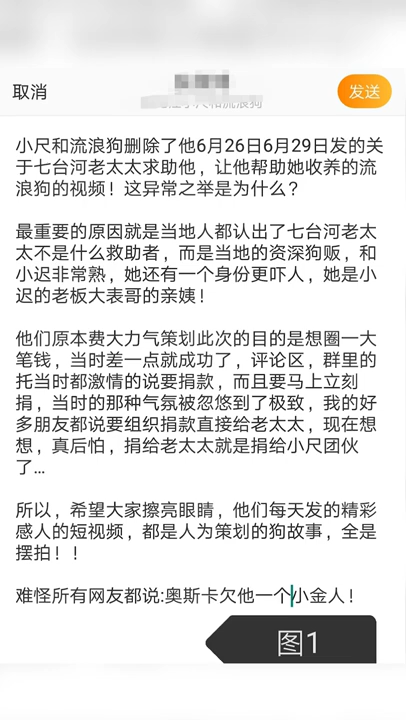 取消
发送
小尺和流浪狗删除了他6月26日6月29日发的关
于七台河老太太求助他，让他帮助她收养的流
浪狗的视频！这异常之举是为什么？
最重要的原因就是当地人都认出了七台河老太
太不是什么救助者，而是当地的资深狗贩，和
小迟非常熟，她还有一个身份更吓人，她是小
迟的老板大表哥的亲姨！
他们原本费大力气策划此次的目的是想圈一大
笔钱，当时差一点就成功了，评论区，群里的
托当时都激情的说要捐款，而且要马上立刻
捐，当时的那种气氛被忽悠到了极致，我的好
多朋友都说要组织捐款直接给老太太，现在想
想，真后怕，捐给老太太就是捐给小尺团伙
了…
所以，希望大家擦亮眼睛，他们每天发的精彩
感人的短视频，都是人为策划的狗故事，全是
摆拍！！
难怪所有网友都说:奥斯卡欠他一个小金人！
图1